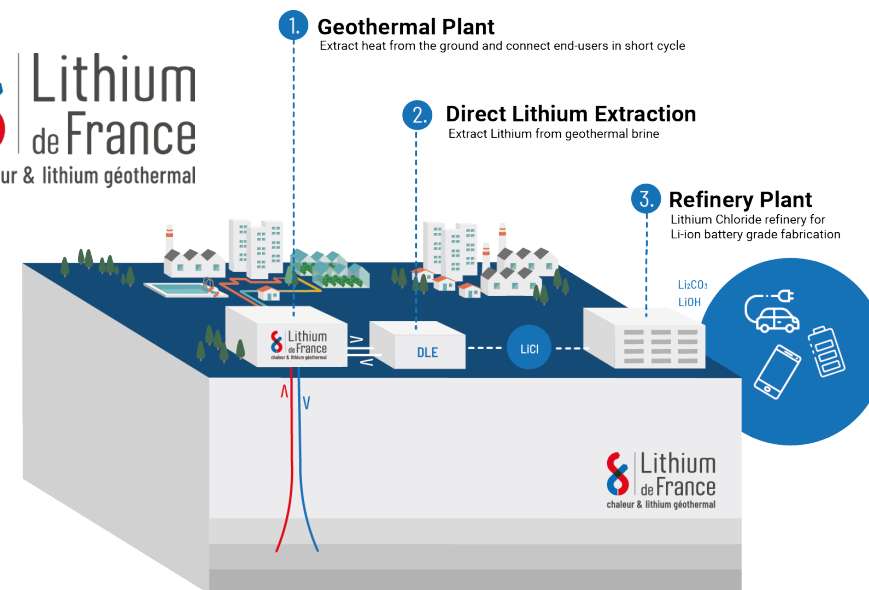 1. Geothermal Plant
Extract heat from the ground and connect end-users in short cycle
Lithium
de France
ur & lithium géothermal
2. Direct Lithium Extraction
Extract Lithium from geothermal brine
3. Refinery Plant
Lithium Chloride refinery for
Li-ion battery grade fabrication
Li₂CO₃
LiOH
Lithium
de France
chaleur & lithium géothermal
DLE
LiCl
Lithium
de France
chaleur & lithium géothermal